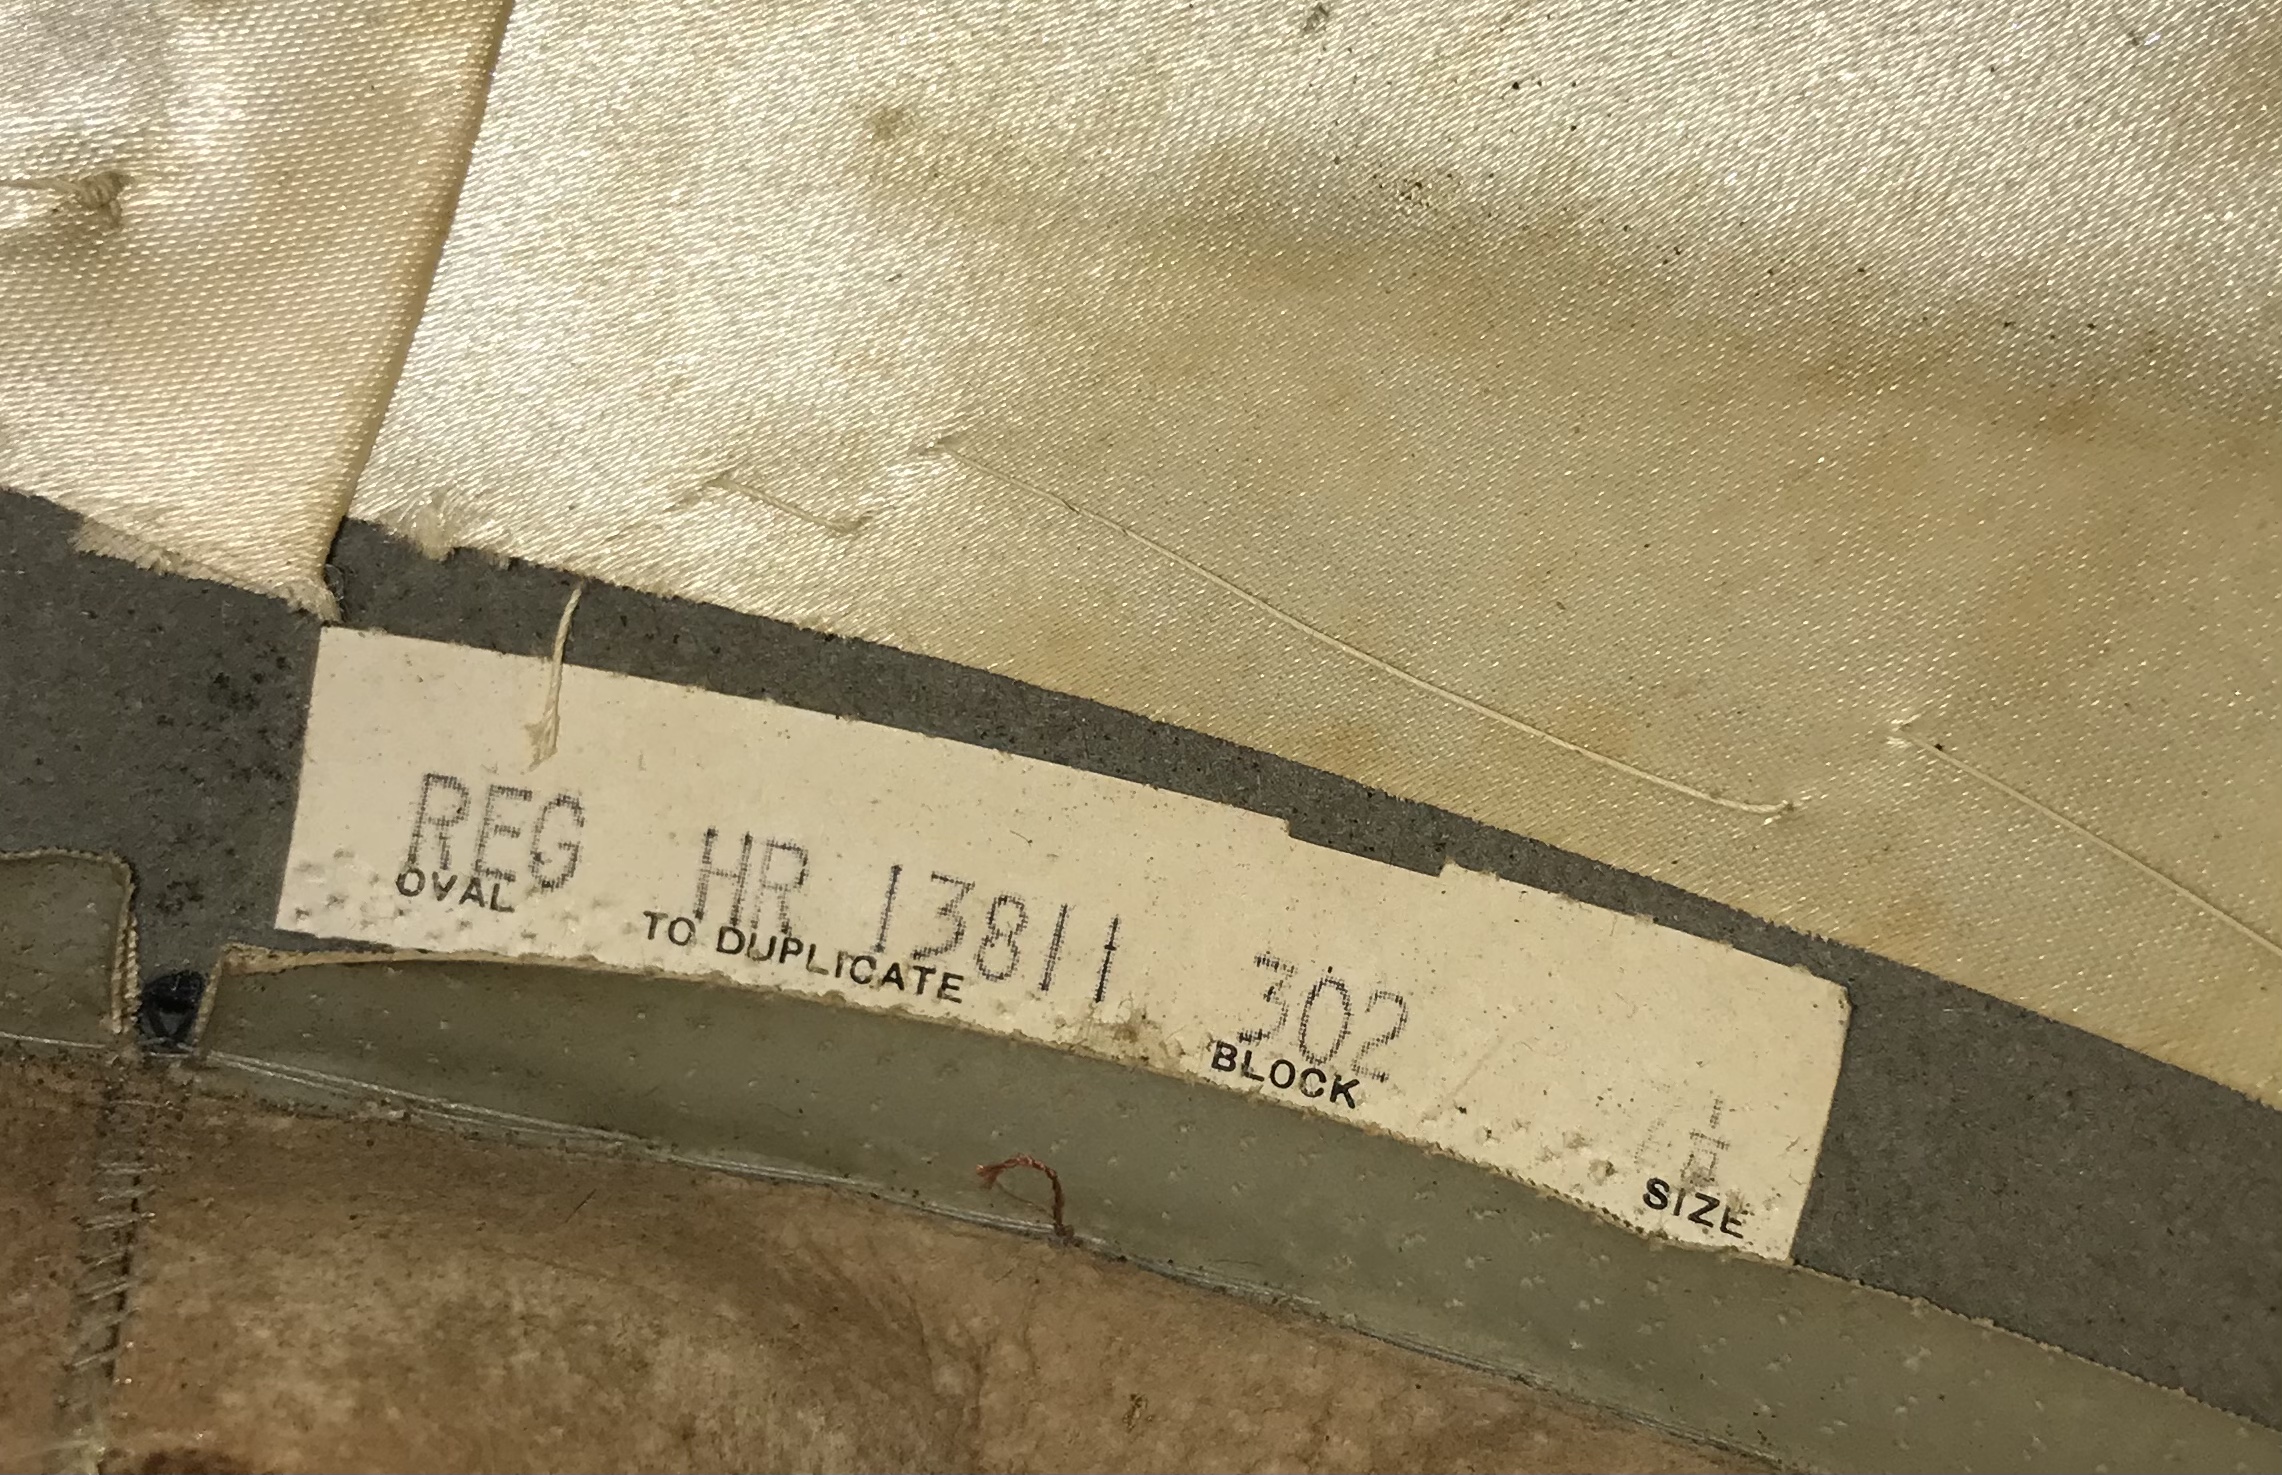 REG HR 13811 302
OVAL TO DUPLICATE BLOCK SIZE